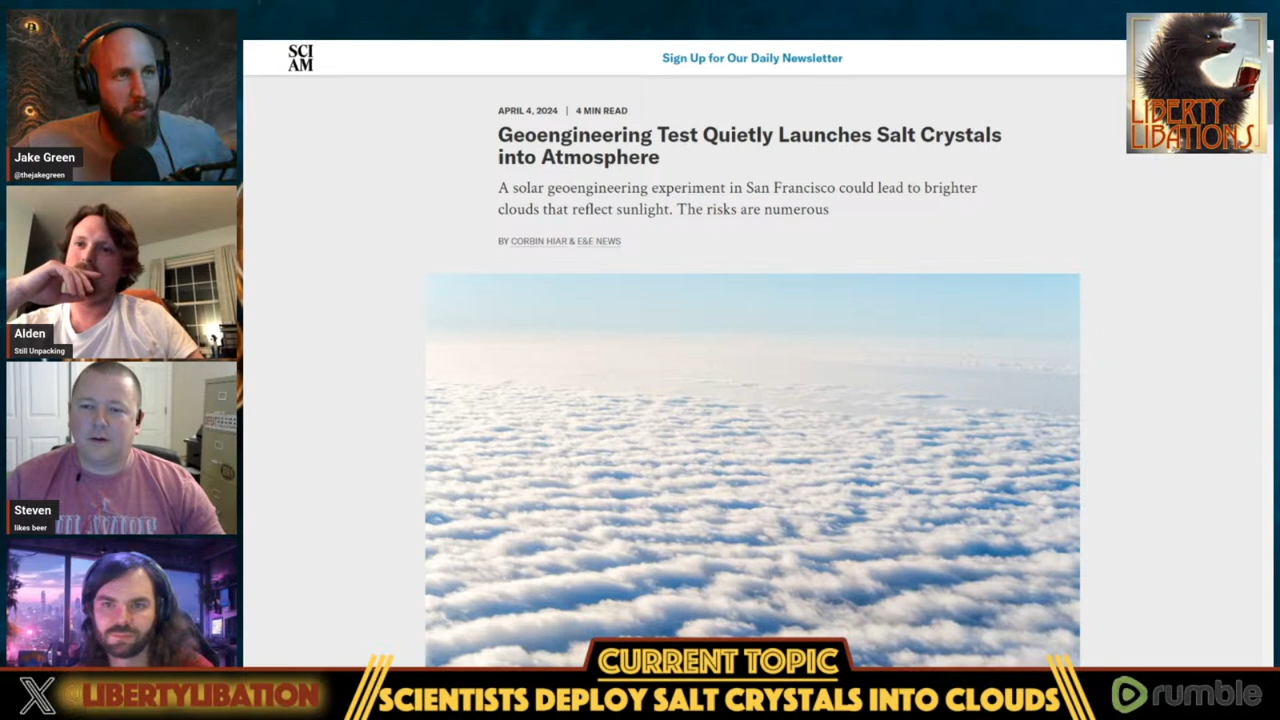 Jake Green
@thejakegreen
Alden
Still Unpacking
Steven
likes beer
SCI
AM
Sign Up for Our Daily Newsletter
APRIL 4, 2024 | 4 MIN READ
Geoengineering Test Quietly Launches Salt Crystals
into Atmosphere
A solar geoengineering experiment in San Francisco could lead to brighter
clouds that reflect sunlight. The risks are numerous
BY CORBIN HIAR & E&E NEWS
LIBERTY
LIBATIONS
CURRENT TOPIC
X @LIBERTYLIBATION
SCIENTISTS DEPLOY SALT CRYSTALS INTO CLOUDS
rumble